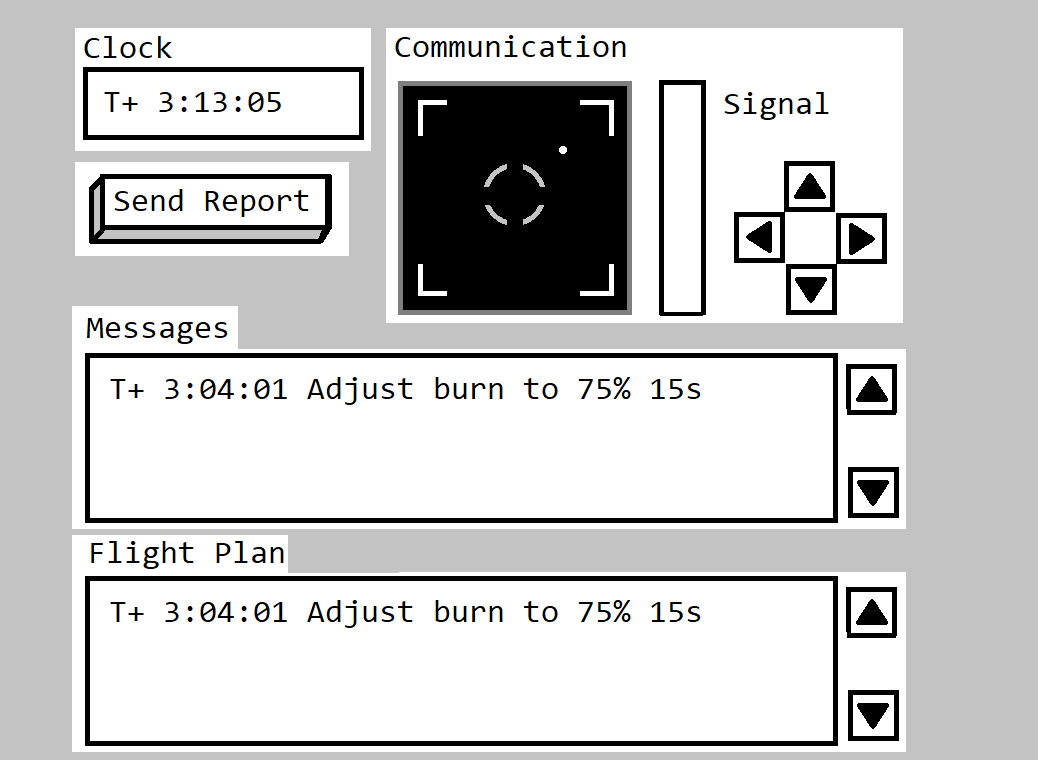 Clock
T+ 3:13:05
Send Report
Communication
Signal
Messages
T+ 3:04:01 Adjust burn to 75% 15s
Flight Plan
T+ 3:04:01 Adjust burn to 75% 15s